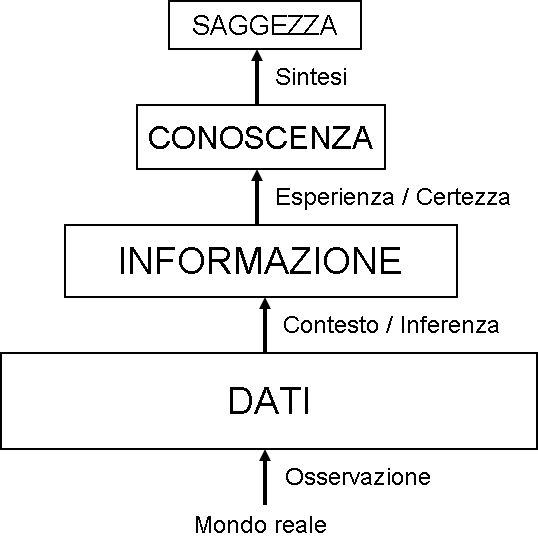 SAGGEZZA
Sintesi
CONOSCENZA
Esperienza / Certezza
INFORMAZIONE
Contesto / Inferenza
DATI
Osservazione
Mondo reale